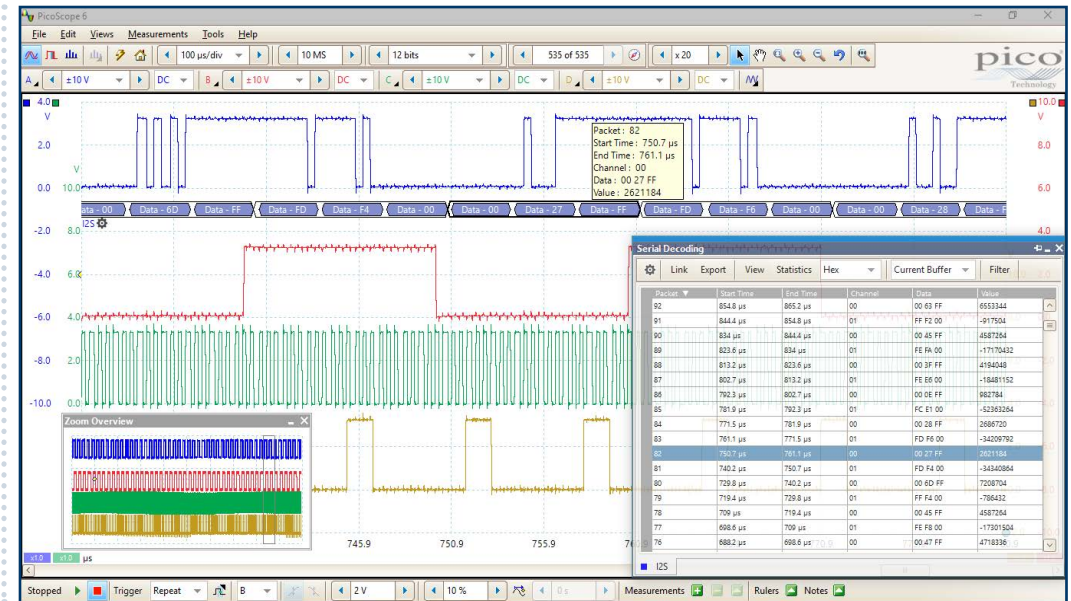 PicoScope 6
File Edit Views Measurements Tools Help
100 µs/div 10 MS 12 bits 535 of 535 x 20
pico
Technology
A ±10 V DC B ±10 V DC C ±10 V DC D ±10 V DC
4.0 10.0
V V
2.0 8.0
V
0.0 10.0 6.0
Packet : 82
Start Time : 750.7 µs
End Time : 761.1 µs
Channel : 00
Data : 00 27 FF
Value : 2621184
ata - 00 Data - 6D Data - FF Data - FD Data - F4 Data - 00 Data - 00 Data - 27 Data - FF Data - FD Data - F6 Data - 00 Data - 00 Data - 28 Data - F
I2S
-2.0 8.0 4.0
-4.0 6.0
-6.0 4.0
-8.0 2.0
-10.0 0.0
Serial Decoding
Link Export View Statistics Hex Current Buffer Filter
Packet Start Time End Time Channel Data Value
92 854.8 µs 865.2 µs 00 00 63 FF 6553344
91 844.4 µs 854.8 µs 01 FF F2 00 -917504
90 834 µs 844.4 µs 00 00 45 FF 4587264
89 823.6 µs 834 µs 01 FE FA 00 -17170432
88 813.2 µs 823.6 µs 00 00 3F FF 4194048
87 802.7 µs 813.2 µs 01 FE E6 00 -18481152
86 792.3 µs 802.7 µs 00 00 0E FF 982784
85 781.9 µs 792.3 µs 01 FC E1 00 -52363264
84 771.5 µs 781.9 µs 00 00 28 FF 2686720
83 761.1 µs 771.5 µs 01 FD F6 00 -34209792
82 750.7 µs 761.1 µs 00 00 27 FF 2621184
81 740.2 µs 750.7 µs 01 FD F4 00 -34340864
80 729.8 µs 740.2 µs 00 00 6D FF 7208704
79 719.4 µs 729.8 µs 01 FF F4 00 -786432
78 709 µs 719.4 µs 00 00 45 FF 4587264
77 698.6 µs 709 µs 01 FE F8 00 -17301504
76 688.2 µs 698.6 µs 00 00 47 FF 4718336
I2S
Zoom Overview
745.9 750.9 755.9
x1.0 x1.0 µs
Stopped Trigger Repeat B 2 V 10 % 0 s Measurements Rulers Notes